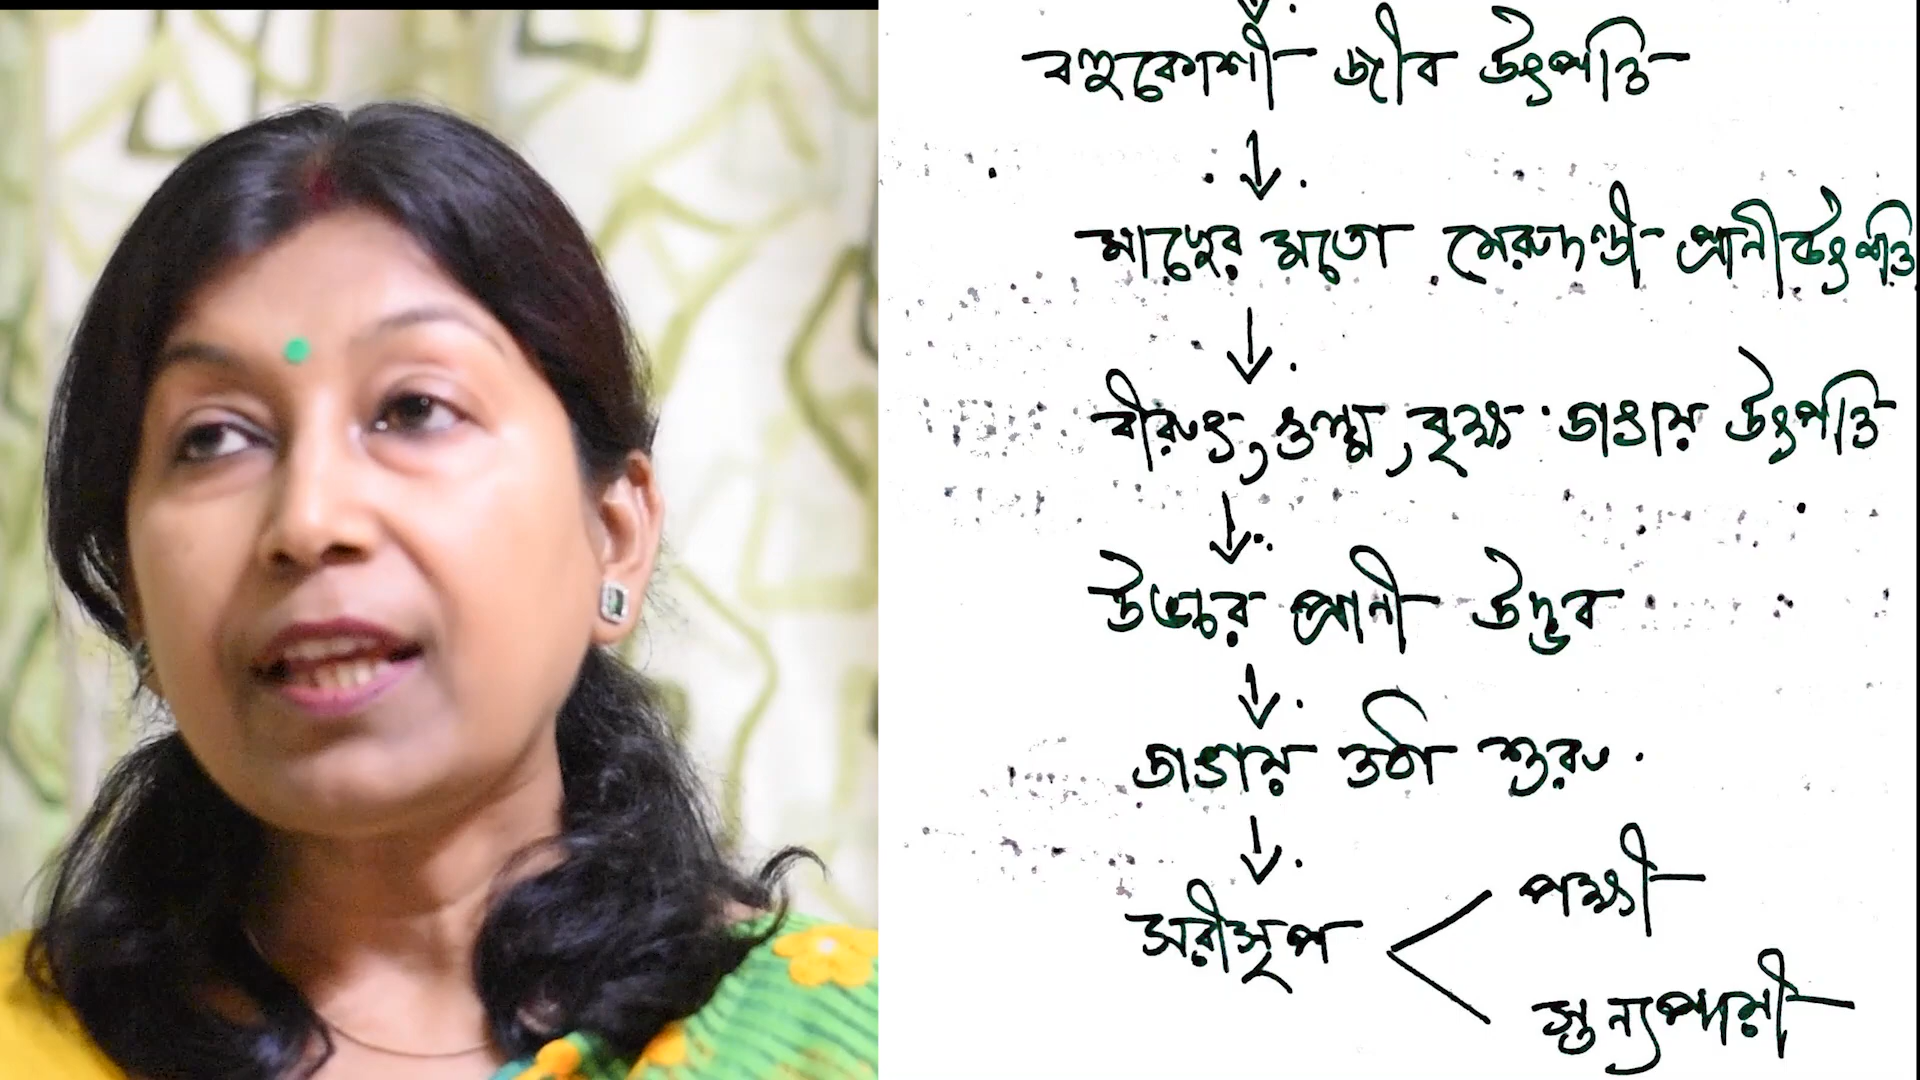 বহুকোশী জীব উৎপত্তি
মাছের মতো মেরুদণ্ডী প্রাণী উৎপত্তি
বীরুৎ, গুল্ম, বৃক্ষ ডাঙায় উৎপত্তি
উভচর প্রাণী উদ্ভব
ডাঙায় ওঠা শুরু
সরীসৃপ
পক্ষী
স্তন্যপায়ী